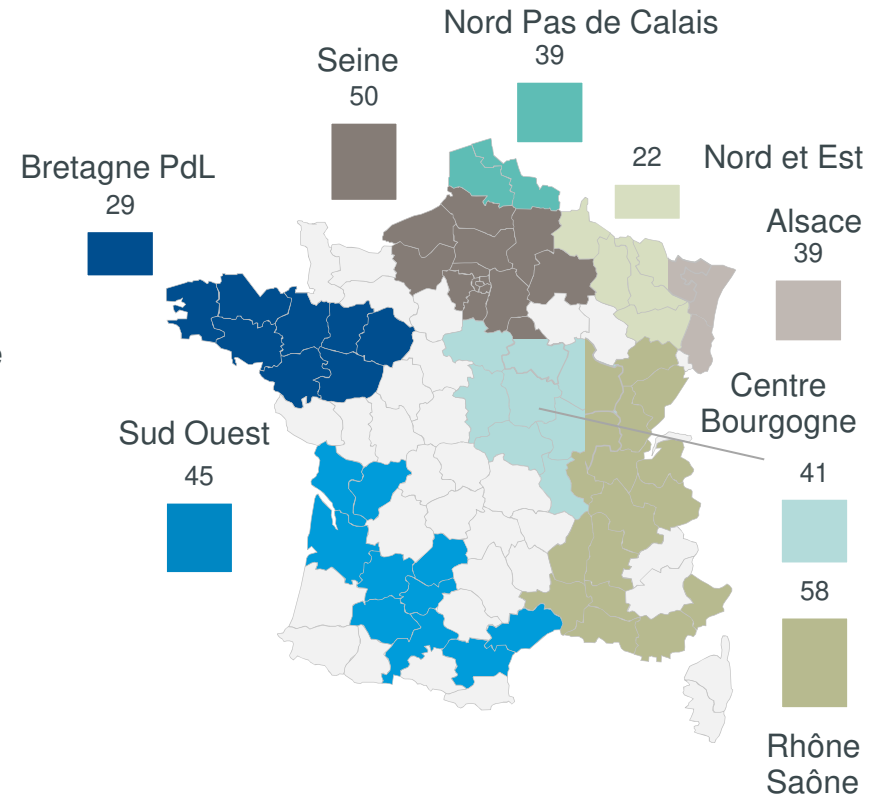 Nord Pas de Calais
39
Seine
50
Bretagne PdL
29
22
Nord et Est
Alsace
39
e
Centre
Bourgogne
41
Sud Ouest
45
58
Rhône
Saône